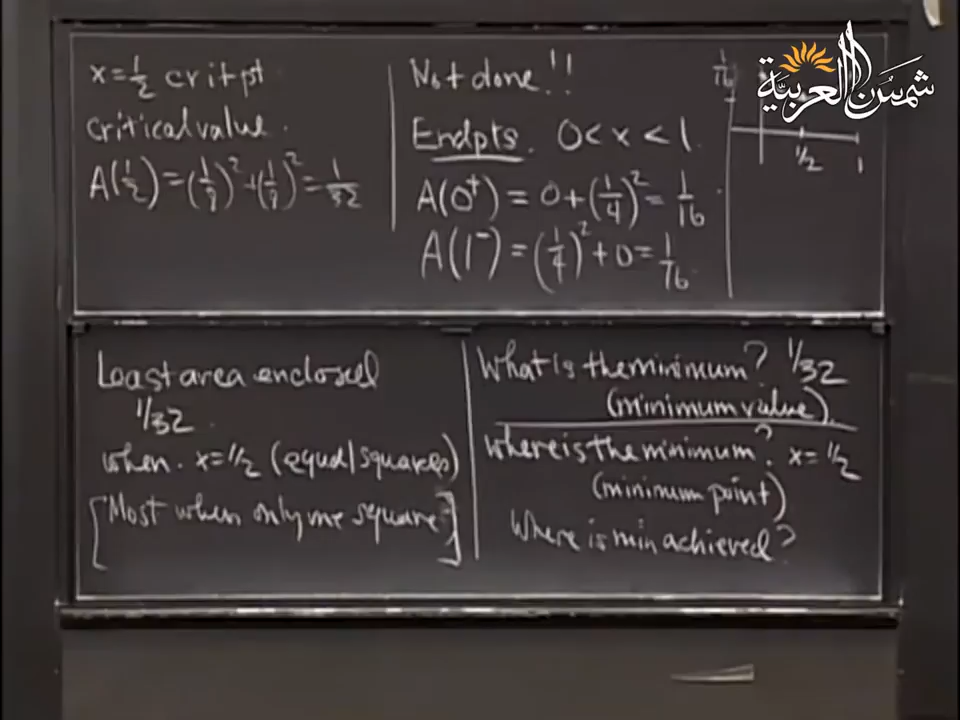 x = 1/2 crit pt
critical value.
A(1/2) = (1/8)² + (1/8)² = 1/32
Not done!!
Endpts. 0 < x < 1
A(0⁺) = 0 + (1/4)² = 1/16
A(1⁻) = (1/4)² + 0 = 1/16
1/16
1/2
1
شمس العربية
Least area enclosed
1/32.
when. x = 1/2 (equal squares)
[Most when only one square.]
What is the minimum? 1/32
(minimum value).
Where is the minimum? x = 1/2
(minimum point)
Where is min achieved?